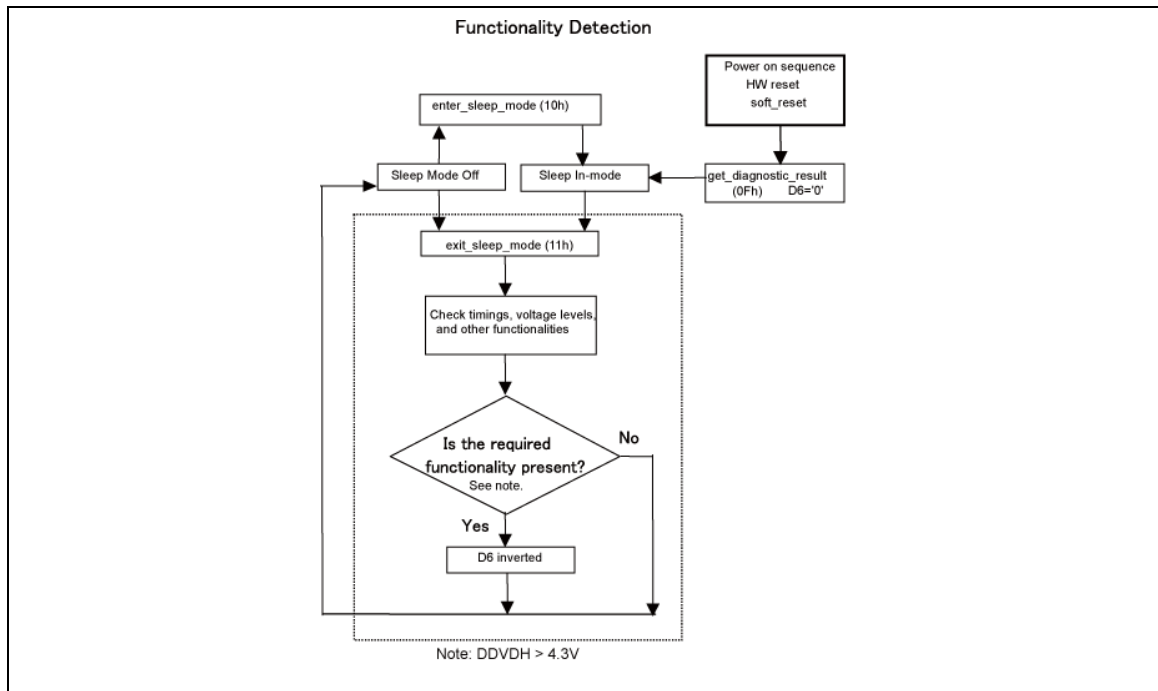 Functionality Detection
Power on sequence
HW reset
soft_reset
enter_sleep_mode (10h)
Sleep Mode Off
Sleep In-mode
get_diagnostic_result
(0Fh) D6='0'
exit_sleep_mode (11h)
Check timings, voltage levels,
and other functionalities
Is the required
functionality present?
See note.
No
Yes
D6 inverted
Note: DDVDH > 4.3V